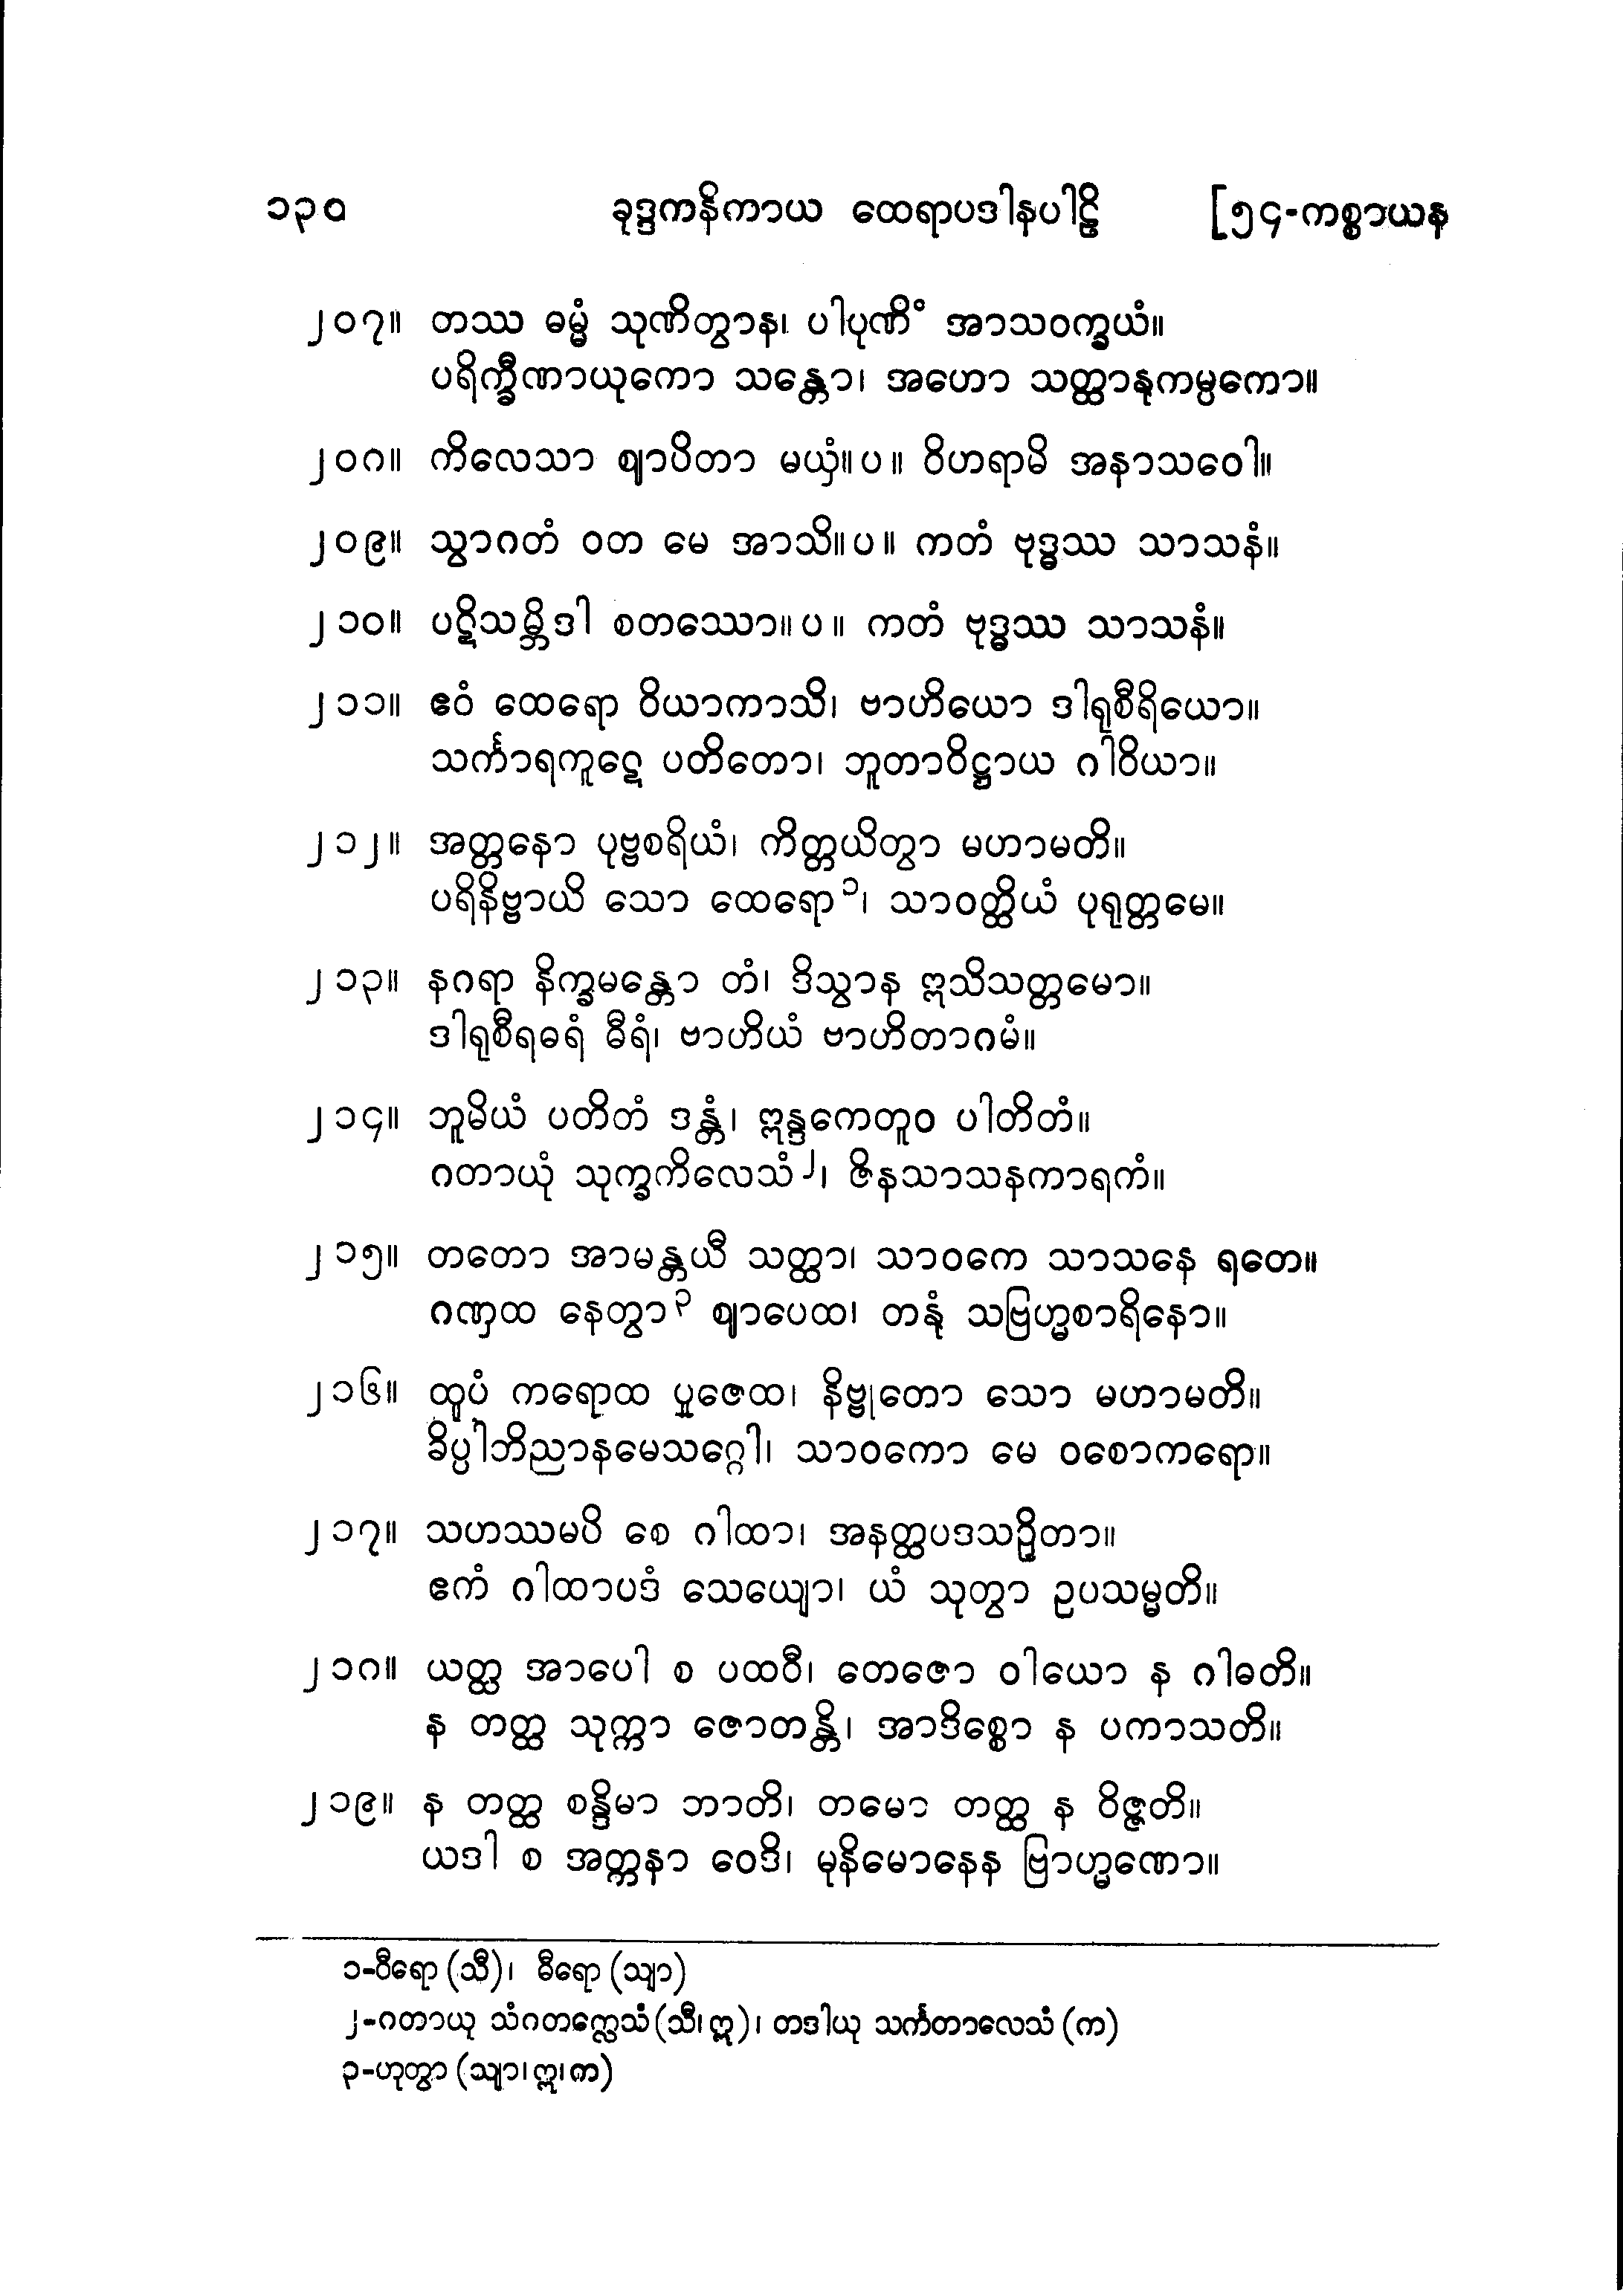 ၁၃၀ ခုဒ္ဒကနိကာယ ထေရာပဒါနပါဠိ [၅၄-ကစ္စာယန
၂၀၇။ တဿ ဓမ္မံ သုဏိတွာန၊ ပါပုဏိံ အာသဝက္ခယံ။
ပရိက္ခီဏာယုကော သန္တော၊ အဟော သတ္ထာနုကမ္ပကော။
၂၀၈။ ကိလေသာ ဈာပိတာ မယှံ။ပ။ ဝိဟရာမိ အနာသဝေါ။
၂၀၉။ သွာဂတံ ဝတ မေ အာသိ။ပ။ ကတံ ဗုဒ္ဓဿ သာသနံ။
၂၁၀။ ပဋိသမ္ဘိဒါ စတဿော။ပ။ ကတံ ဗုဒ္ဓဿ သာသနံ။
၂၁၁။ ဧဝံ ထေရော ဝိယာကာသိ၊ ဗာဟိယော ဒါရုစီရိယော။
သင်္ကာရကူဋေ ပတိတော၊ ဘူတာဝိဋ္ဌာယ ဂါဝိယာ။
၂၁၂။ အတ္တနော ပုဗ္ဗစရိယံ၊ ကိတ္တယိတွာ မဟာမတိ။
ပရိနိဗ္ဗာယိ သော ထေရော၁၊ သာဝတ္ထိယံ ပုရုတ္တမေ။
၂၁၃။ နဂရာ နိက္ခမန္တော တံ၊ ဒိသွာန ဣသိသတ္တမော။
ဒါရုစီရဓရံ ဓီရံ၊ ဗာဟိယံ ဗာဟိတာဂမံ။
၂၁၄။ ဘူမိယံ ပတိတံ ဒန္တံ၊ ဣန္ဒကေတူဝ ပါတိတံ။
ဂတာယုံ သုက္ခကိလေသံ၂၊ ဇိနသာသနကာရကံ။
၂၁၅။ တတော အာမန္တယီ သတ္ထာ၊ သာဝကေ သာသနေ ရတေ။
ဂဏှထ နေတွာ၃ ဈာပေထ၊ တနုံ သဗြဟ္မစာရိနော။
၂၁၆။ ထူပံ ကရောထ ပူဇေထ၊ နိဗ္ဗုတော သော မဟာမတိ။
ခိပ္ပါဘိညာနမေသဂ္ဂေါ၊ သာဝကော မေ ဝစောကရော။
၂၁၇။ သဟဿမပိ စေ ဂါထာ၊ အနတ္ထပဒသဉှိတာ။
ဧကံ ဂါထာပဒံ သေယျော၊ ယံ သုတွာ ဥပသမ္မတိ။
၂၁၈။ ယတ္ထ အာပေါ စ ပထဝီ၊ တေဇော ဝါယော န ဂါဓတိ။
န တတ္ထ သုက္ကာ ဇောတန္တိ၊ အာဒိစ္စော န ပကာသတိ။
၂၁၉။ န တတ္ထ စန္ဒိမာ ဘာတိ၊ တမော တတ္ထ န ဝိဇ္ဇတိ။
ယဒါ စ အတ္တနာ ဝေဒိ၊ မုနိမောနေန ဗြာဟ္မဏော။
၁-ဝီရော (သီ)၊ ဓီရော (သျာ)
၂-ဂတာယု သံဂတက္လေသံ (သီ၊ ဣ)၊ တဒါယု သင်္ကတာလေသံ (က)
၃-ဟုတွာ (သျာ၊ ဣ၊ က)